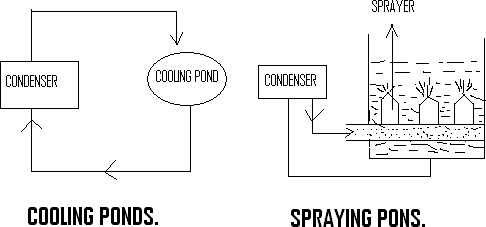 SPRAYER
CONDENSER
COOLING POND
CONDENSER
COOLING PONDS.
SPRAYING PONS.